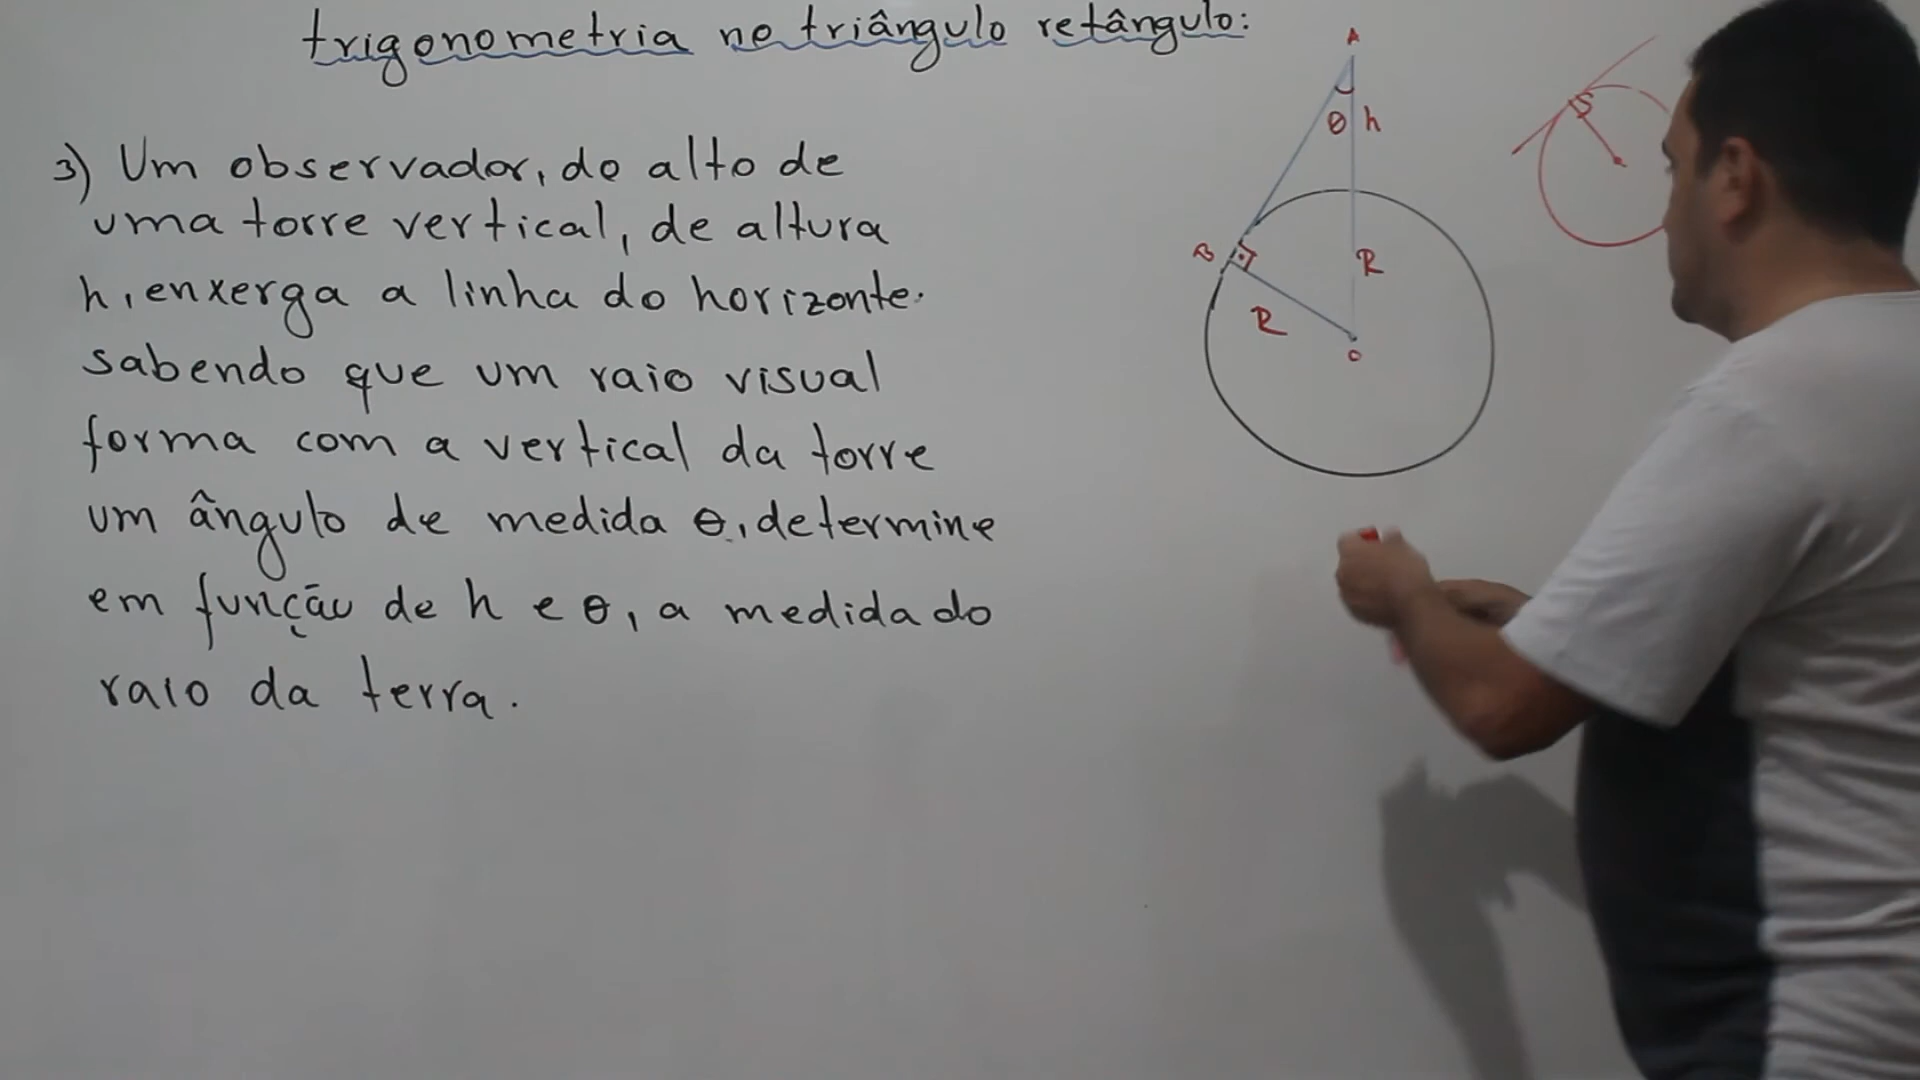 trigonometria no triângulo retângulo:
3) Um observador, do alto de
uma torre vertical, de altura
h, enxerga a linha do horizonte.
sabendo que um raio visual
forma com a vertical da torre
um ângulo de medida θ, determine
em função de h e θ, a medida do
raio da terra.
A
θ h
B
R
R
O